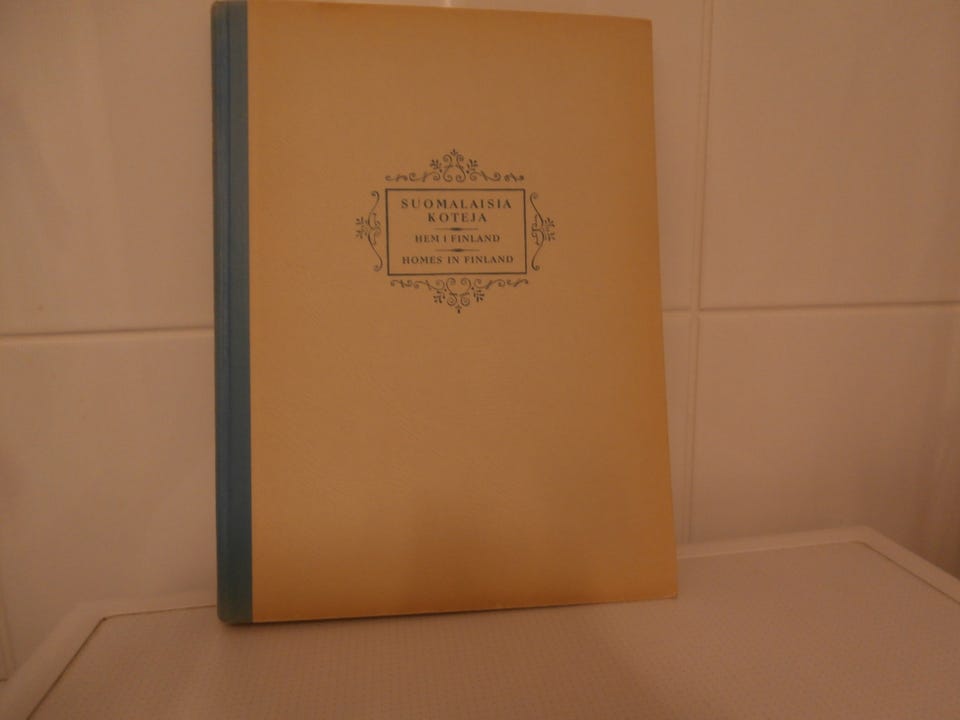 SUOMALAISIA
KOTEJA
HEM I FINLAND
HOMES IN FINLAND